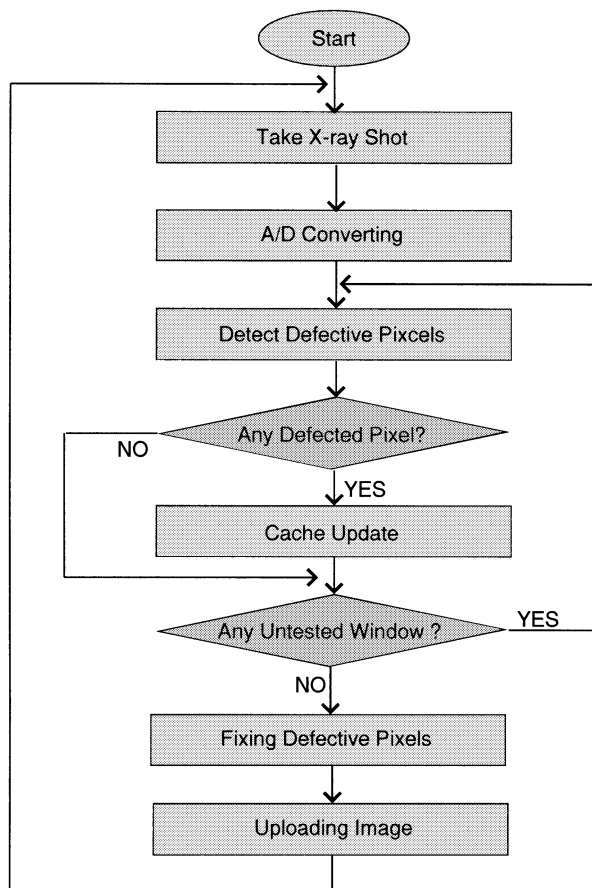 Start
Take X-ray Shot
A/D Converting
Detect Defective Pixcels
Any Defected Pixel?
NO
YES
Cache Update
Any Untested Window ?
YES
NO
Fixing Defective Pixels
Uploading Image